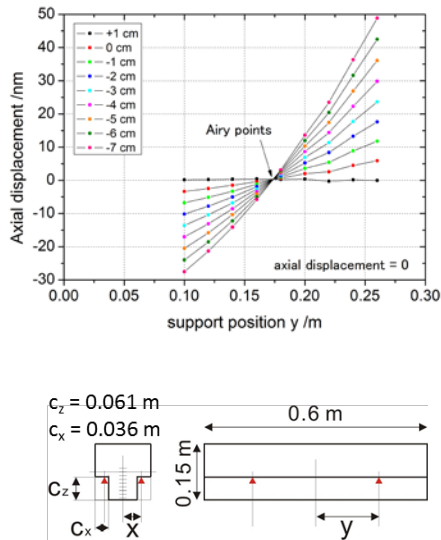 50
40
30
20
10
0
-10
-20
-30
Axial displacement /nm
+1 cm
0 cm
-1 cm
-2 cm
-3 cm
-4 cm
-5 cm
-6 cm
-7 cm
Airy points
axial displacement = 0
0.00 0.05 0.10 0.15 0.20 0.25 0.30
support position y /m
cz = 0.061 m
cx = 0.036 m
0.6 m
0.15 m
cz
cx
x
y